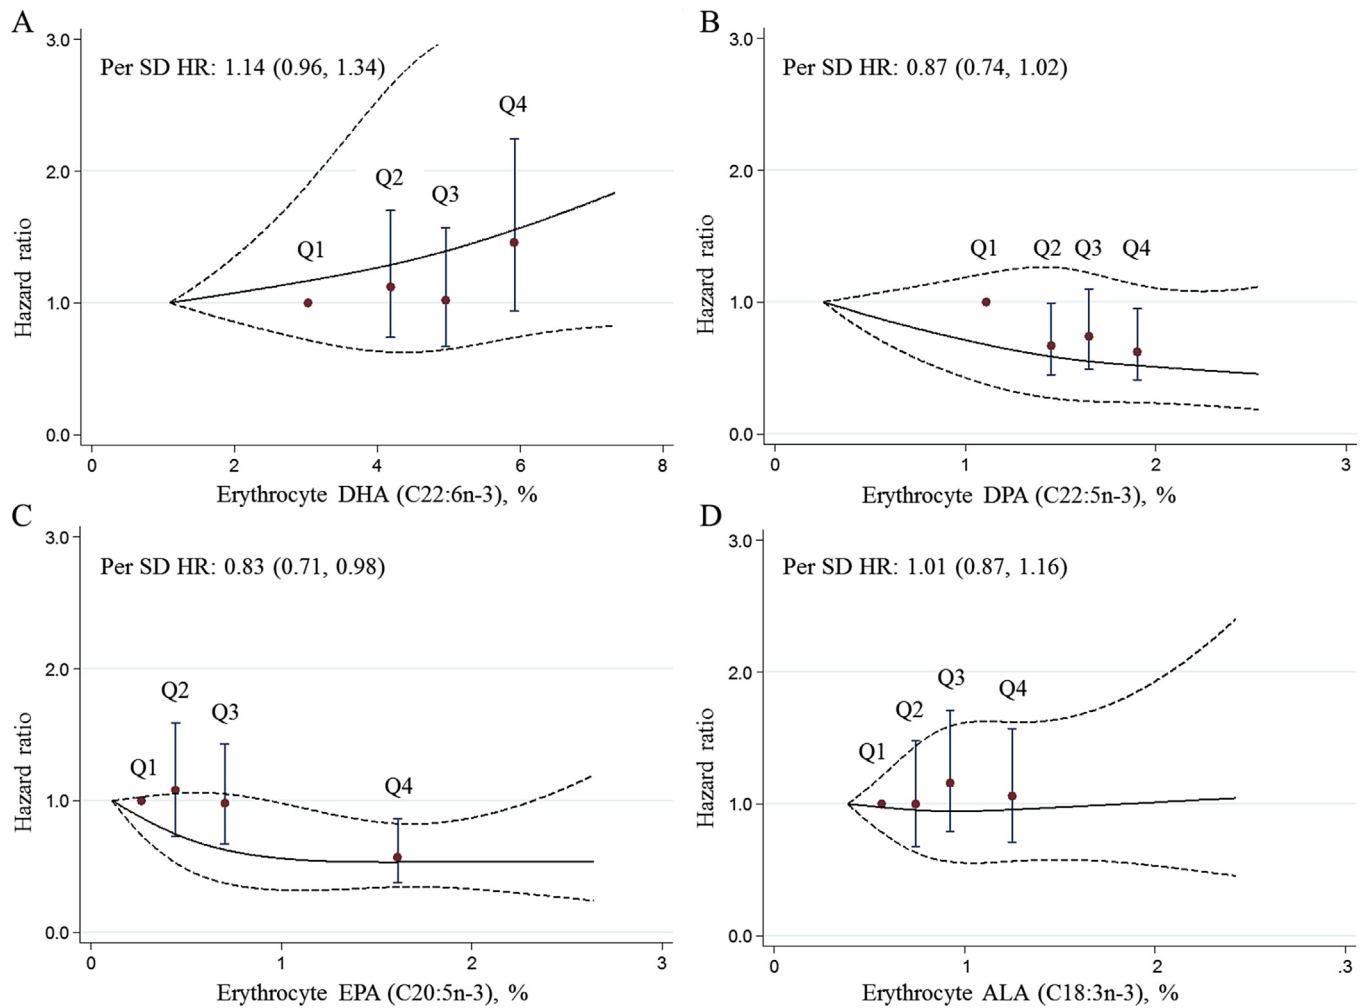 A
3.0
Per SD HR: 1.14 (0.96, 1.34)
Q4
2.0
Q2
Q3
Q1
1.0
0.0
Hazard ratio
0 2 4 6 8
Erythrocyte DHA (C22:6n-3), %
B
3.0
Per SD HR: 0.87 (0.74, 1.02)
2.0
Q1 Q2 Q3 Q4
1.0
0.0
Hazard ratio
0 1 2 3
Erythrocyte DPA (C22:5n-3), %
C
3.0
Per SD HR: 0.83 (0.71, 0.98)
2.0
Q2
Q3
Q1
Q4
1.0
0.0
Hazard ratio
0 1 2 3
Erythrocyte EPA (C20:5n-3), %
D
3.0
Per SD HR: 1.01 (0.87, 1.16)
2.0
Q3
Q4
Q2
Q1
1.0
0.0
Hazard ratio
0 1 2 .3
Erythrocyte ALA (C18:3n-3), %